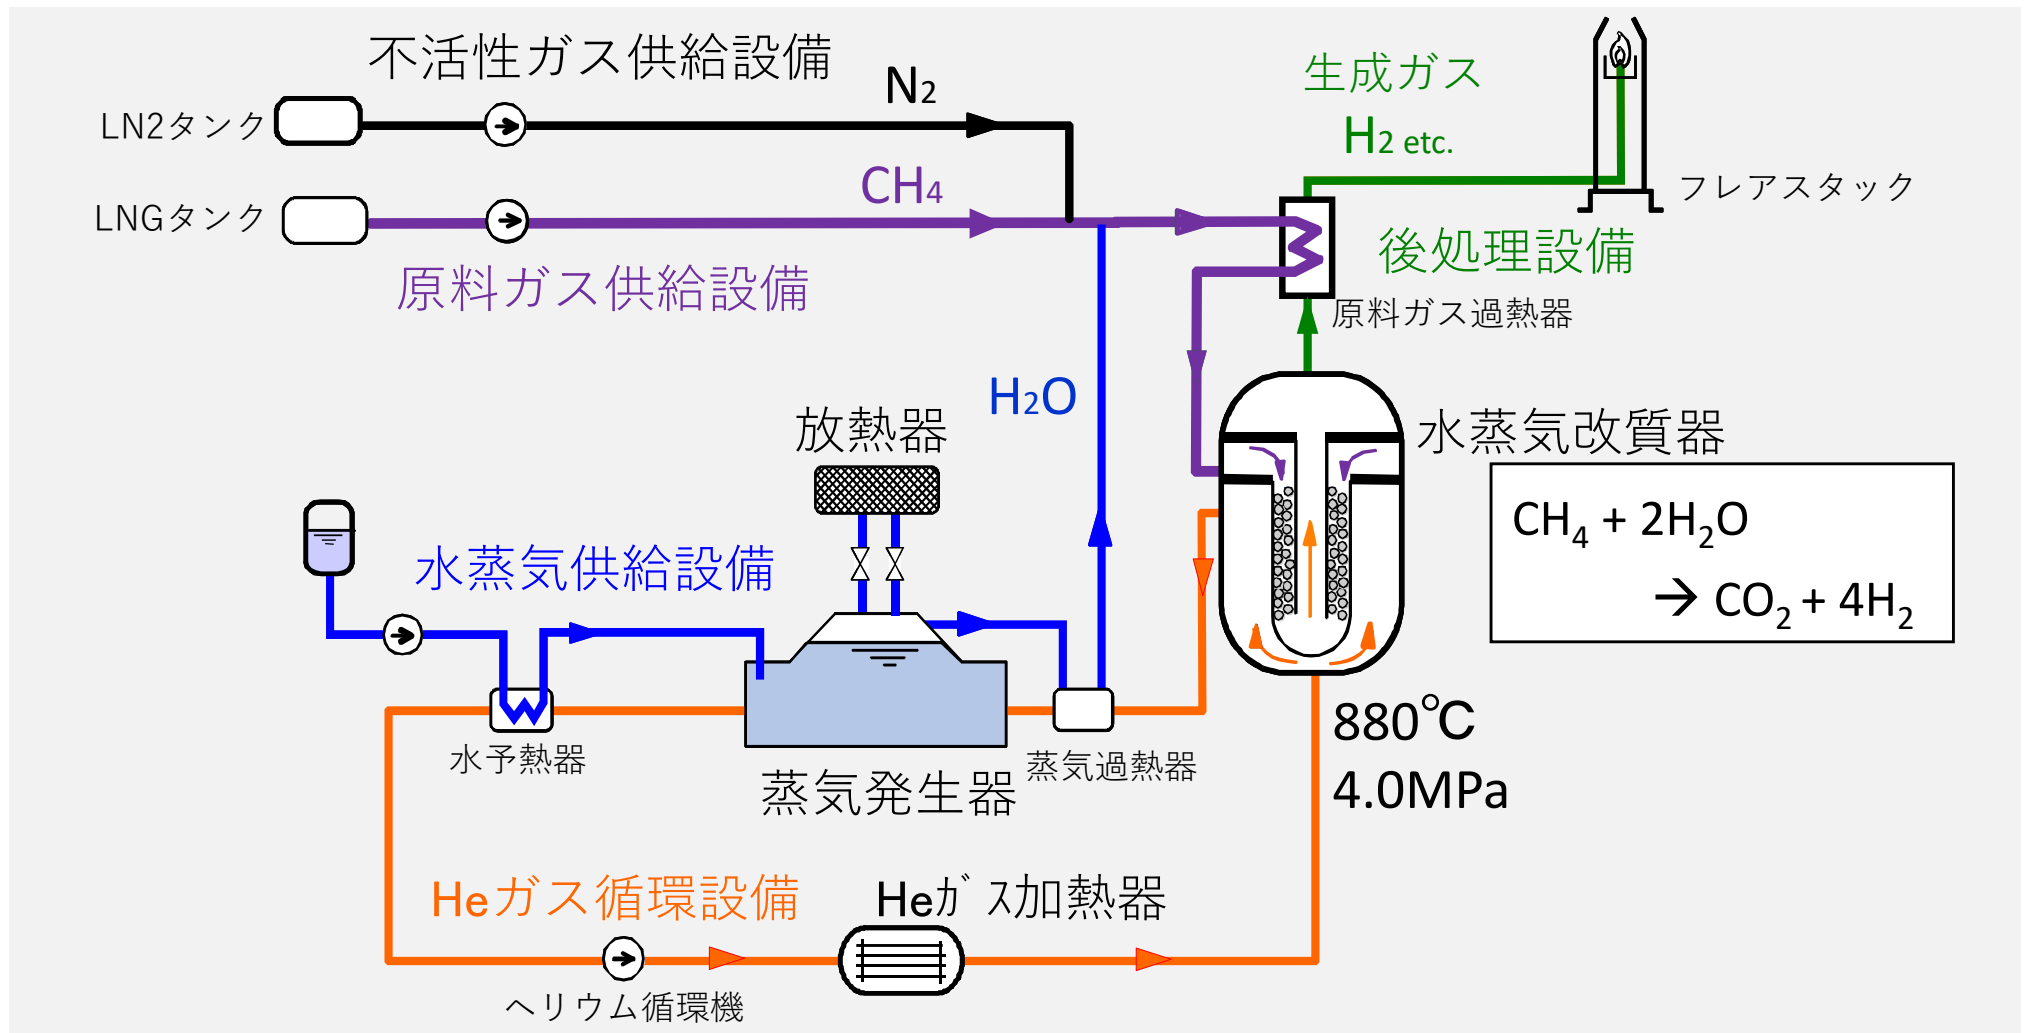 不活性ガス供給設備
N2
LN2タンク
CH4
LNGタンク
原料ガス供給設備
生成ガス
H2 etc.
フレアスタック
後処理設備
原料ガス過熱器
H2O
放熱器
水蒸気改質器
CH4 + 2H2O
→ CO2 + 4H2
水蒸気供給設備
水予熱器
蒸気発生器
蒸気過熱器
880℃
4.0MPa
Heガス循環設備
Heガス加熱器
ヘリウム循環機